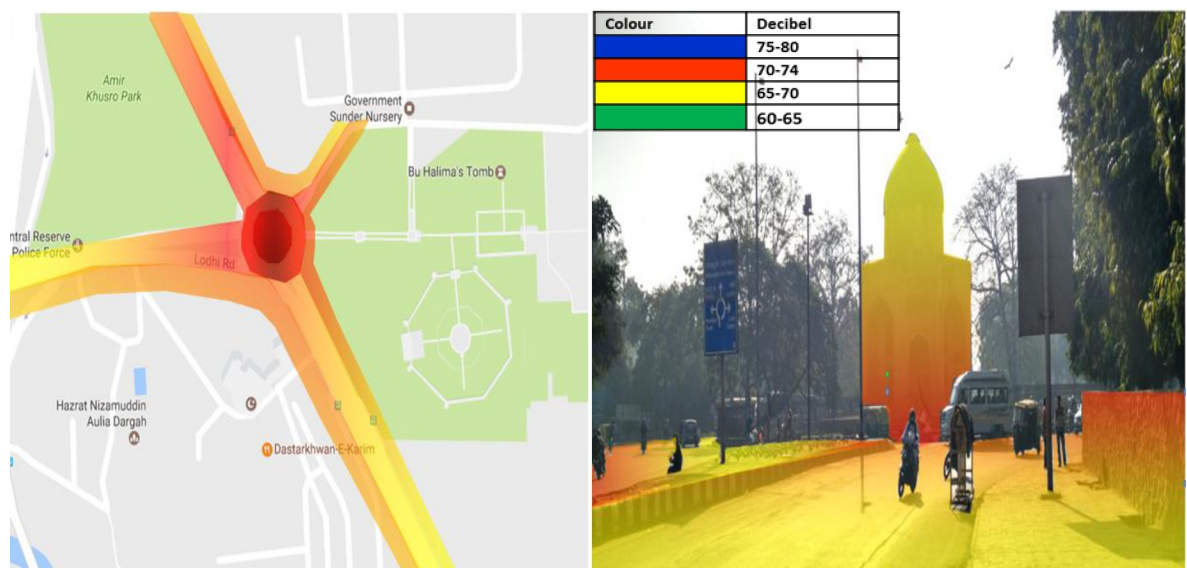 Amir
Khusro Park
Government
Sunder Nursery
Bu Halima's Tomb
ntral Reserve
Police Force
Lodhi Rd
Hazrat Nizamuddin
Aulia Dargah
Dastarkhwan-E-Karim
Colour Decibel
75-80
70-74
65-70
60-65